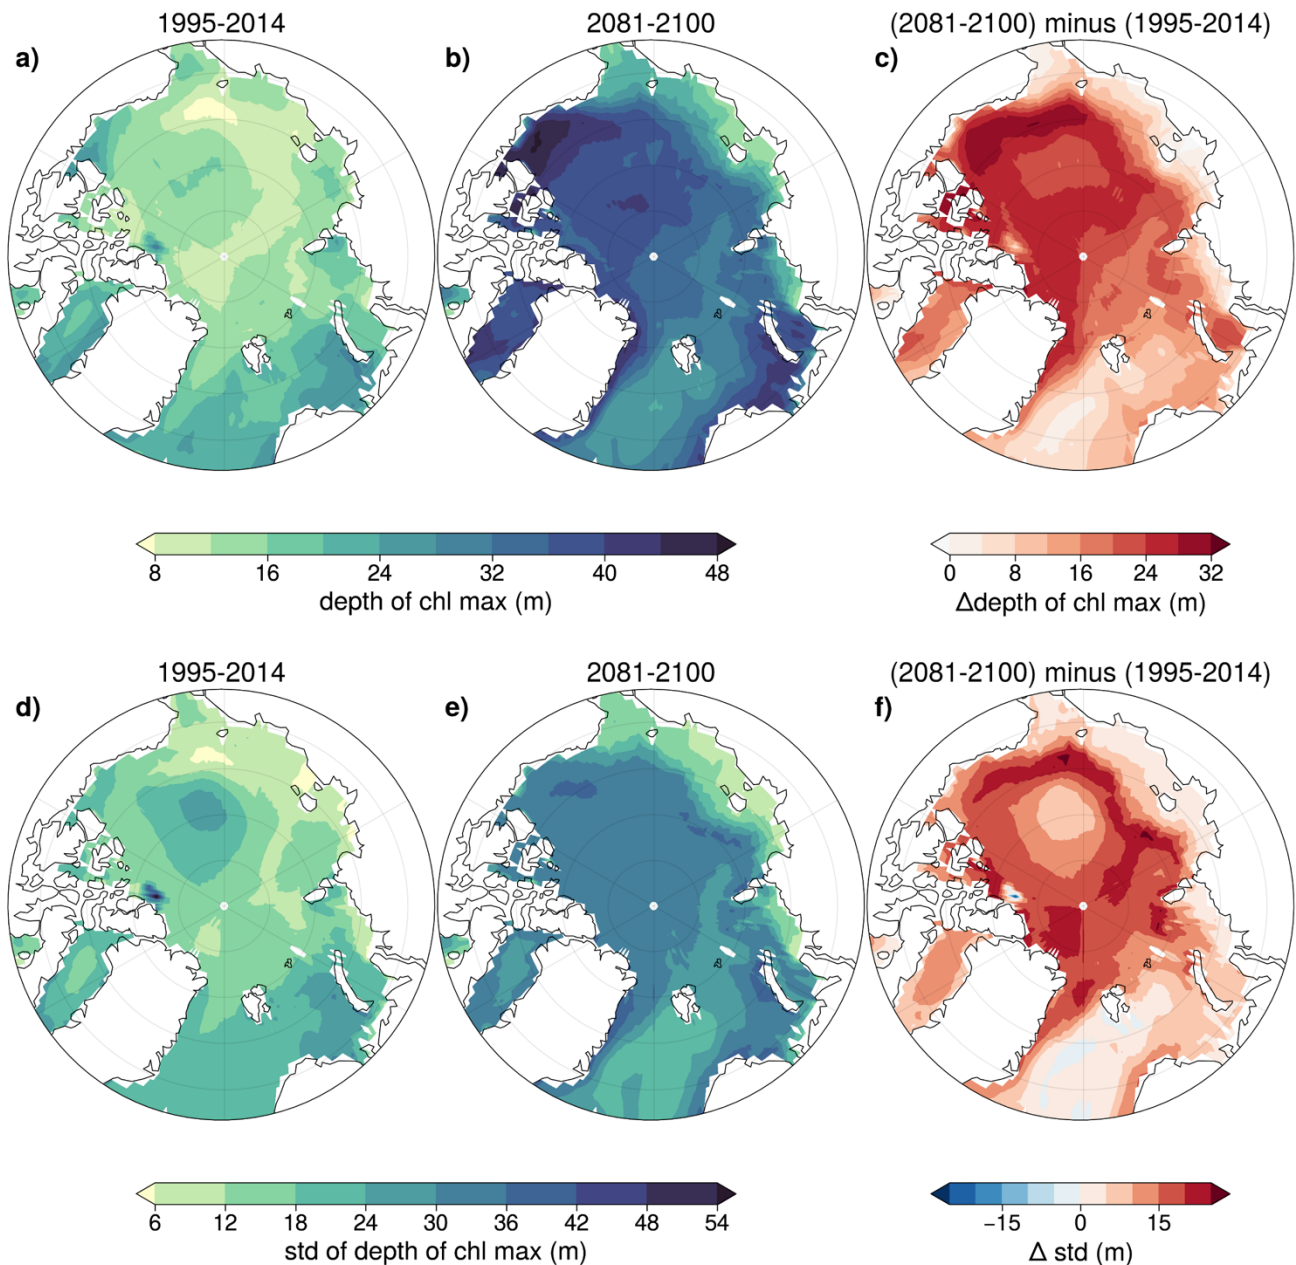 1995-2014
2081-2100
(2081-2100) minus (1995-2014)
a)
b)
c)
8 16 24 32 40 48
depth of chl max (m)
0 8 16 24 32
Δdepth of chl max (m)
1995-2014
2081-2100
(2081-2100) minus (1995-2014)
d)
e)
f)
6 12 18 24 30 36 42 48 54
std of depth of chl max (m)
−15 0 15
Δ std (m)